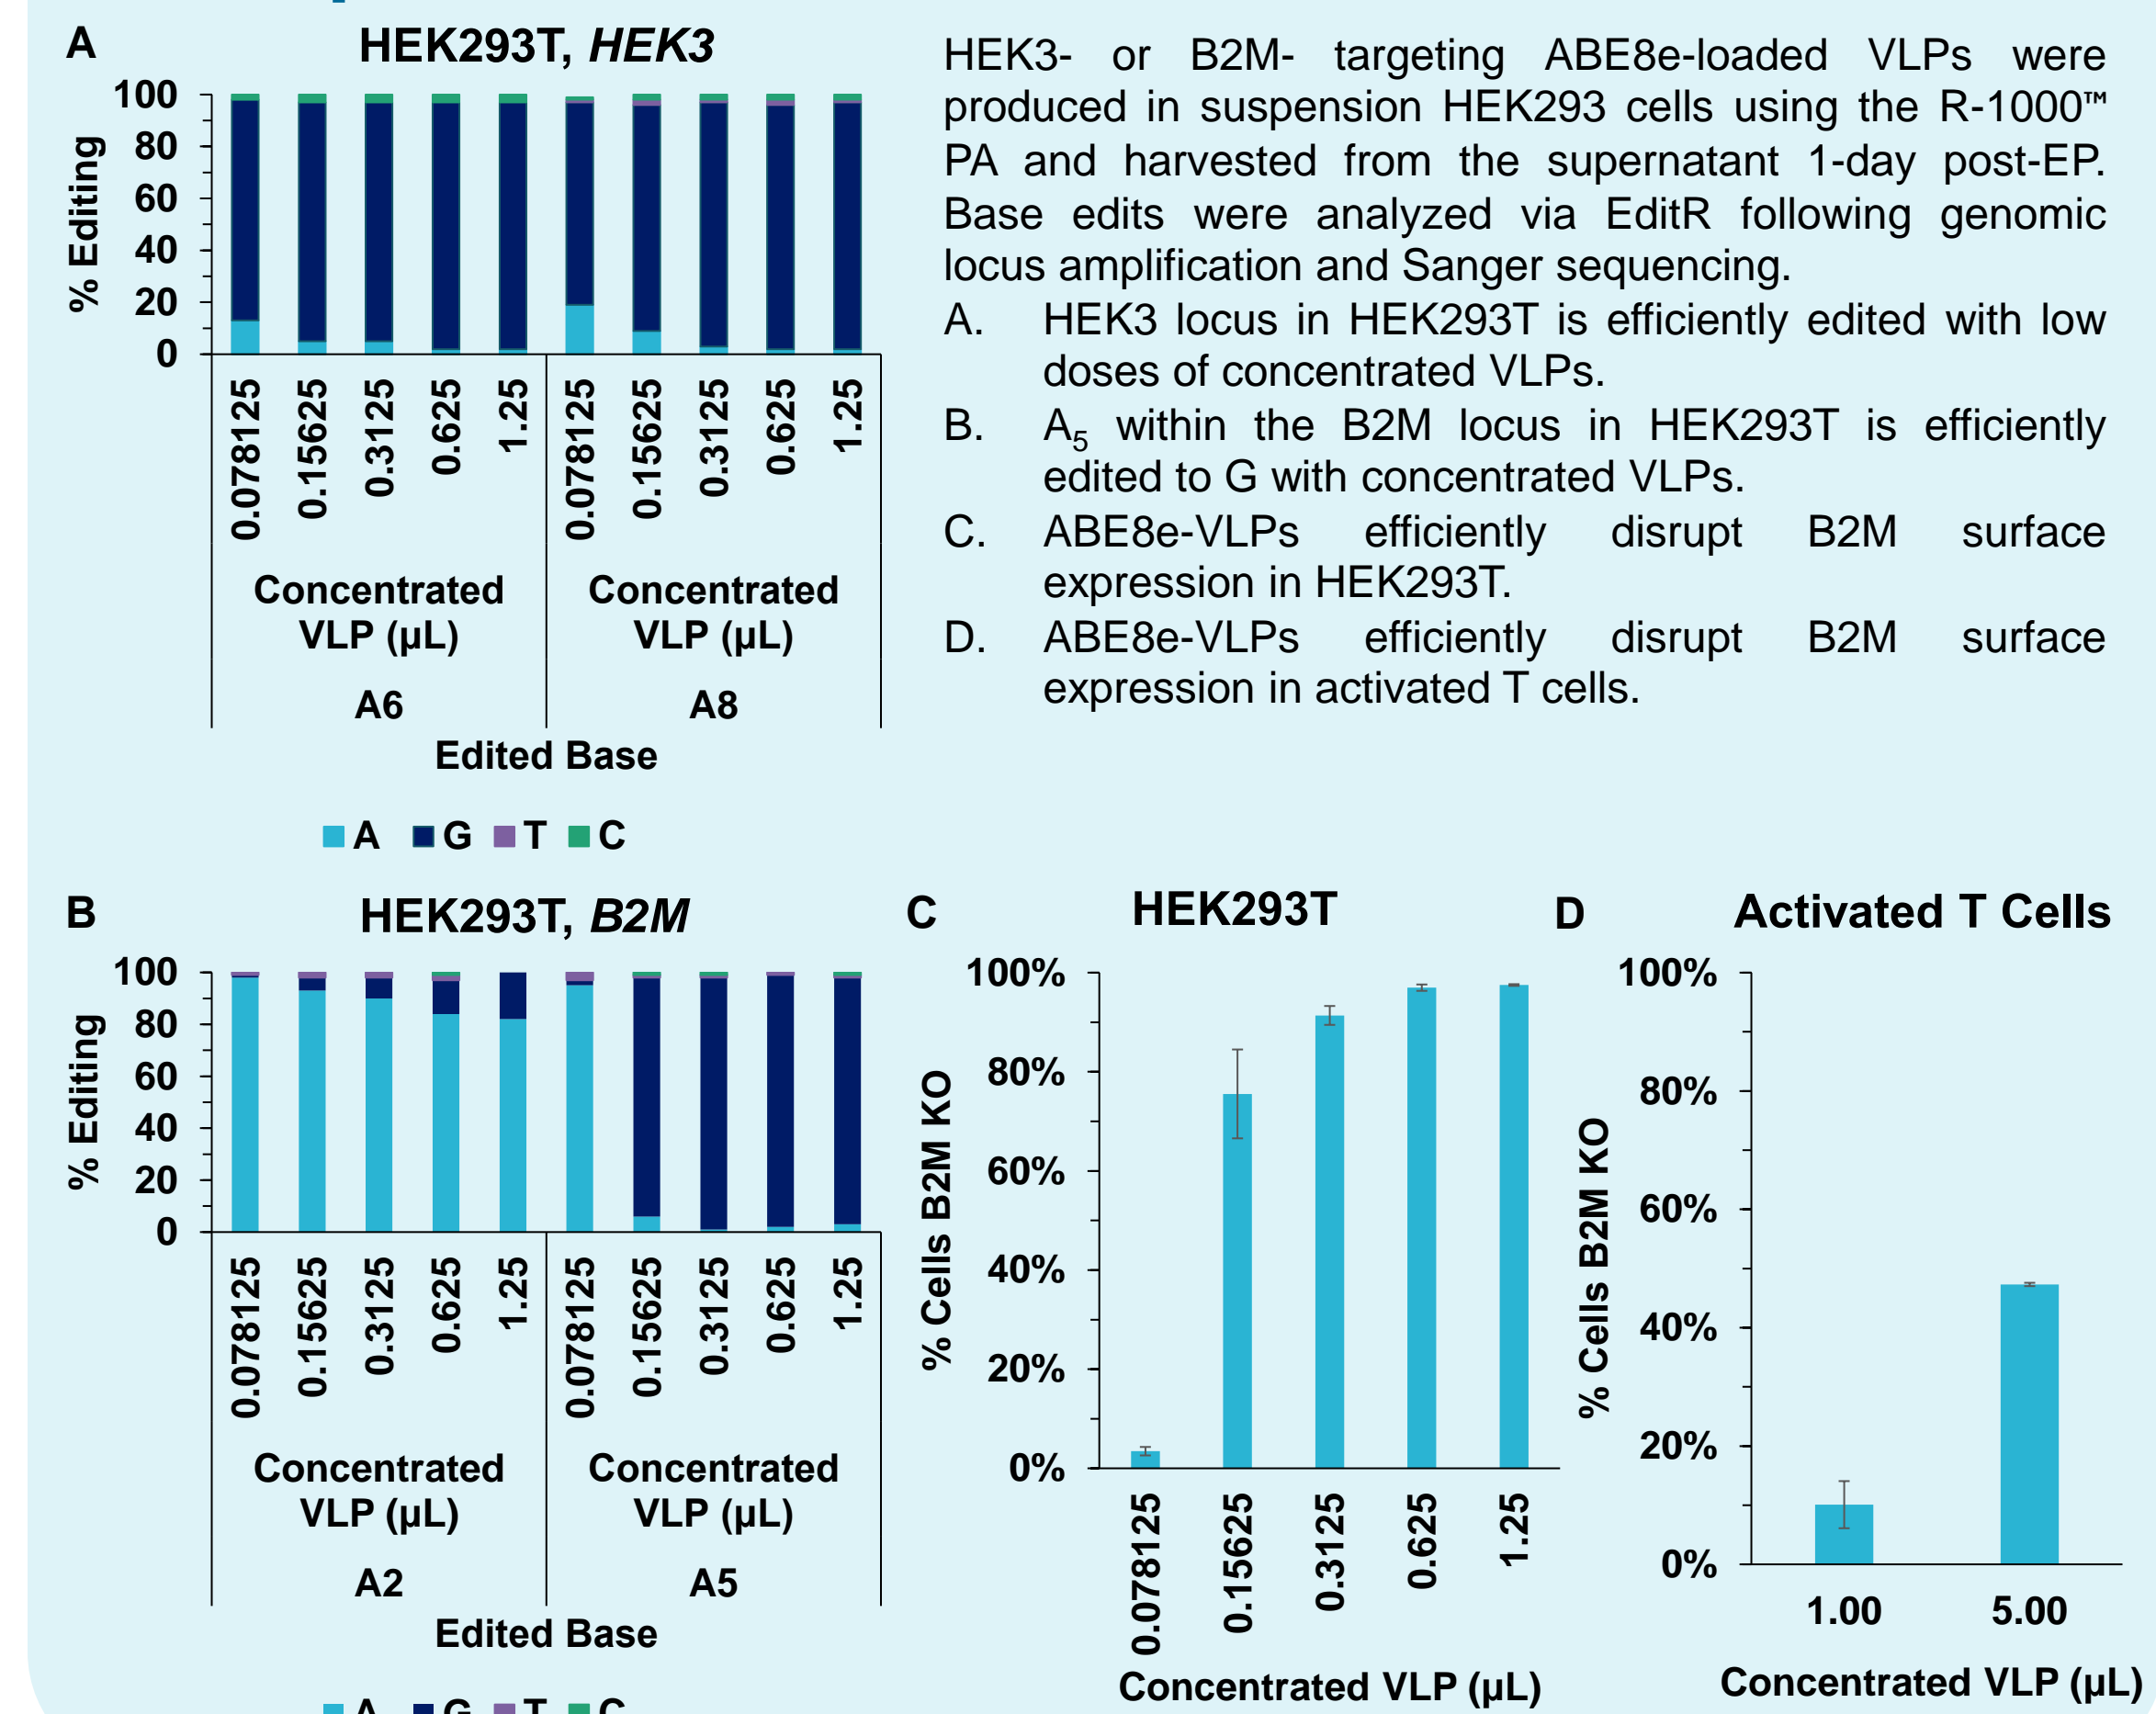 A
HEK293T, HEK3
100
80
60
40
20
0
% Editing
0.078125
0.15625
0.3125
0.625
1.25
0.078125
0.15625
0.3125
0.625
1.25
Concentrated
VLP (µL)
Concentrated
VLP (µL)
A6
A8
Edited Base
A G T C
HEK3- or B2M- targeting ABE8e-loaded VLPs were
produced in suspension HEK293 cells using the R-1000™
PA and harvested from the supernatant 1-day post-EP.
Base edits were analyzed via EditR following genomic
locus amplification and Sanger sequencing.
A. HEK3 locus in HEK293T is efficiently edited with low
doses of concentrated VLPs.
B. A₅ within the B2M locus in HEK293T is efficiently
edited to G with concentrated VLPs.
C. ABE8e-VLPs efficiently disrupt B2M surface
expression in HEK293T.
D. ABE8e-VLPs efficiently disrupt B2M surface
expression in activated T cells.
B
HEK293T, B2M
100
80
60
40
20
0
% Editing
0.078125
0.15625
0.3125
0.625
1.25
0.078125
0.15625
0.3125
0.625
1.25
Concentrated
VLP (µL)
Concentrated
VLP (µL)
A2
A5
Edited Base
A G T C
C
HEK293T
100%
80%
60%
40%
20%
0%
% Cells B2M KO
0.078125
0.15625
0.3125
0.625
1.25
Concentrated VLP (µL)
D
Activated T Cells
100%
80%
60%
40%
20%
0%
% Cells B2M KO
1.00
5.00
Concentrated VLP (µL)